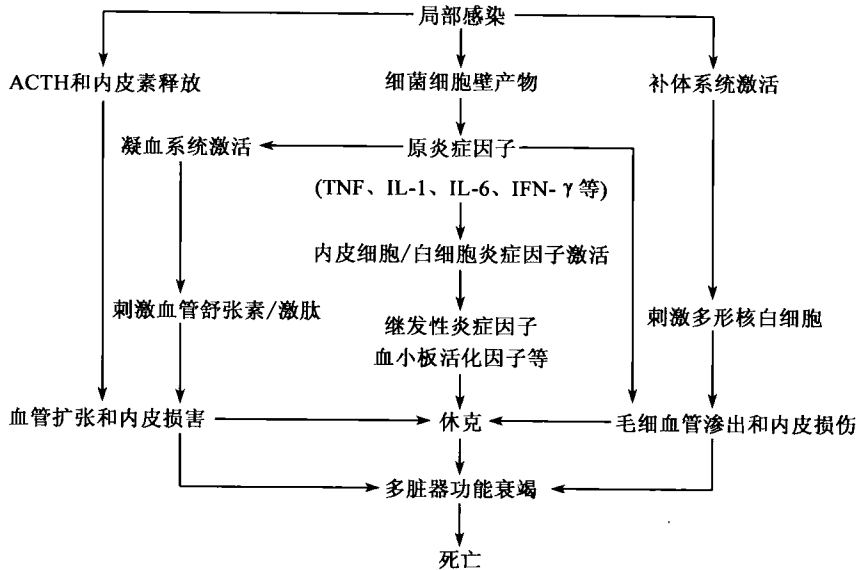 局部感染
ACTH和内皮素释放
细菌细胞壁产物
补体系统激活
凝血系统激活
原炎症因子
(TNF、IL-1、IL-6、IFN-γ等)
内皮细胞/白细胞炎症因子激活
刺激血管舒张素/激肽
继发性炎症因子
血小板活化因子等
刺激多形核白细胞
血管扩张和内皮损害
休克
毛细血管渗出和内皮损伤
多脏器功能衰竭
死亡